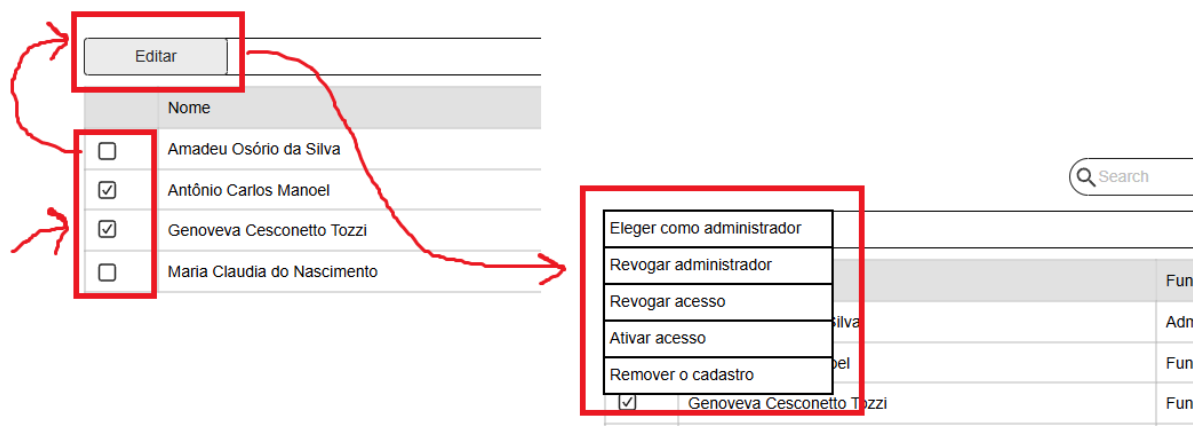 Editar
Nome
Amadeu Osório da Silva
Antônio Carlos Manoel
Genoveva Cesconetto Tozzi
Maria Claudia do Nascimento
Search
Eleger como administrador
Revogar administrador
Fun
Revogar acesso
Silva
Adm
Ativar acesso
oel
Fun
Remover o cadastro
Genoveva Cesconetto Tozzi
Fun